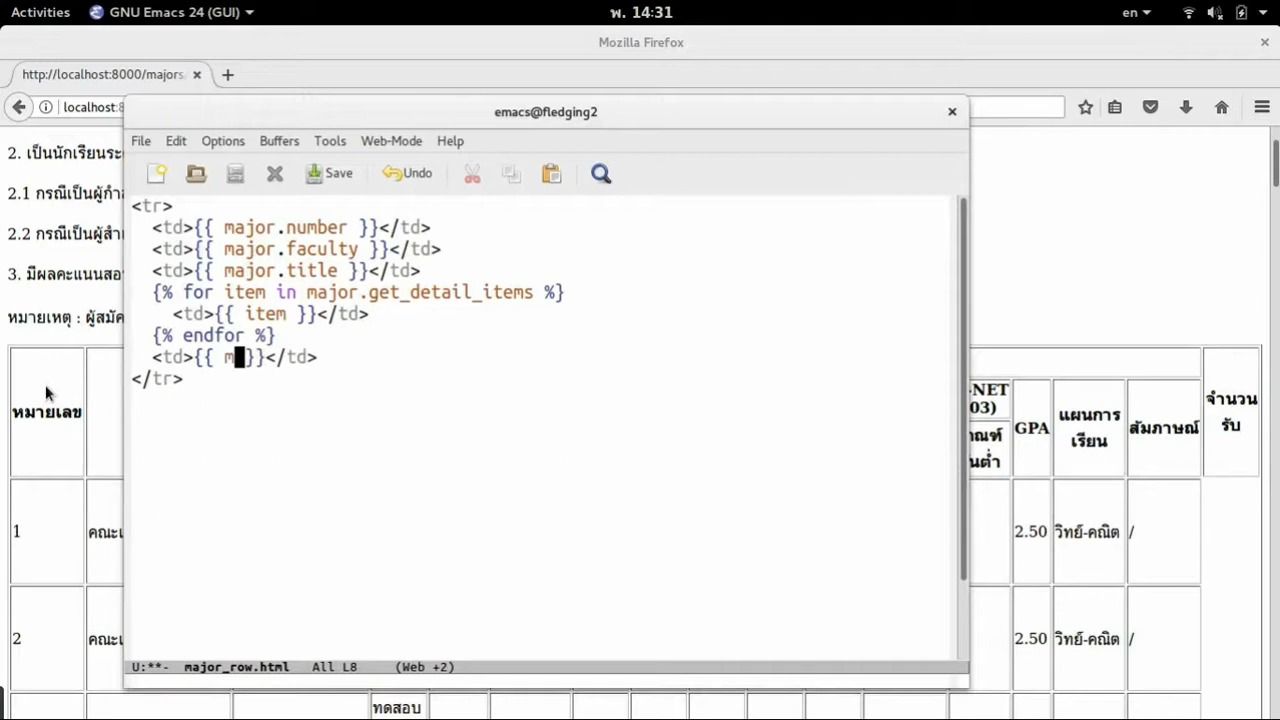 Activities GNU Emacs 24 (GUI) พ. 14:31 en
Mozilla Firefox
http://localhost:8000/majors
localhost:8
emacs@fledging2
File Edit Options Buffers Tools Web-Mode Help
Save Undo
<tr>
<td>{{ major.number }}</td>
<td>{{ major.faculty }}</td>
<td>{{ major.title }}</td>
{% for item in major.get_detail_items %}
<td>{{ item }}</td>
{% endfor %}
<td>{{ m }}</td>
</tr>
U:**- major_row.html All L8 (Web +2)
2. เป็นนักเรียนระ
2.1 กรณีเป็นผู้กำ
2.2 กรณีเป็นผู้สำ
3. มีผลคะแนนสอ
หมายเหตุ : ผู้สมัค
หมายเลข
-NET
03)
GPA
แผนการ
เรียน
สัมภาษณ์
จำนวน
รับ
1 คณะเ 2.50 วิทย์-คณิต /
2 คณะเ 2.50 วิทย์-คณิต /
ทดสอบ